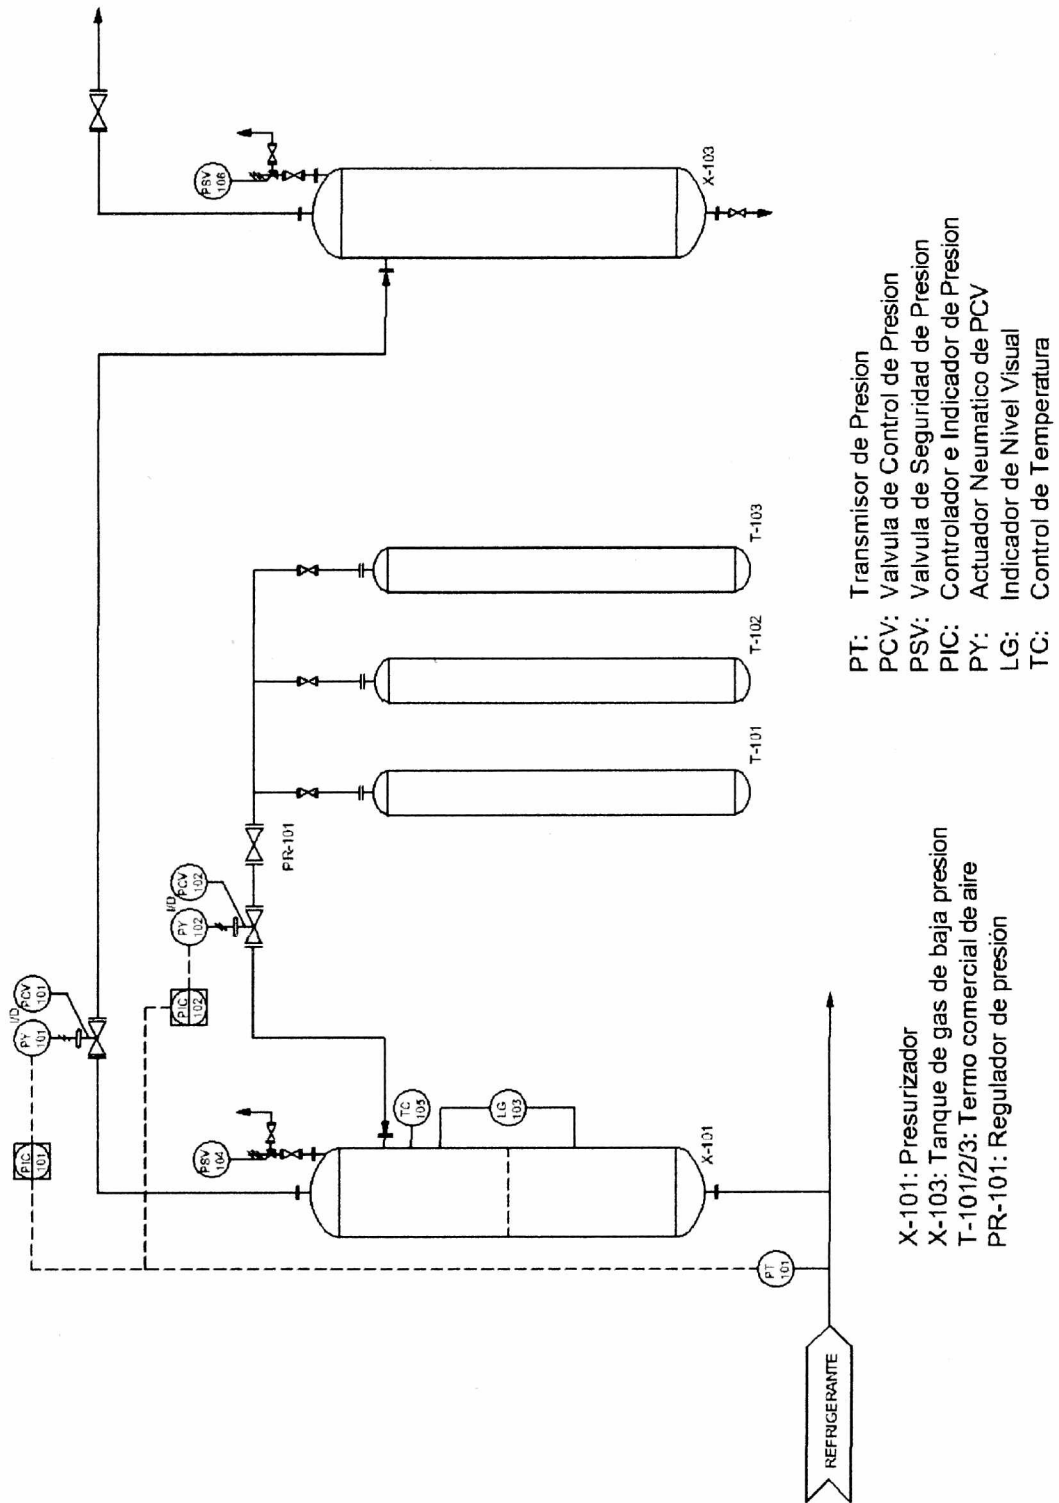 PIC
101
PY
101
I/D
PCV
101
PIC
102
PY
102
I/D
PCV
102
PR-101
PSV
104
TC
105
LG
103
X-101
PT
101
REFRIGERANTE
T-101
T-102
T-103
PSV
106
X-103
X-101: Presurizador
X-103: Tanque de gas de baja presion
T-101/2/3: Termo comercial de aire
PR-101: Regulador de presión
PT: Transmisor de Presion
PCV: Valvula de Control de Presion
PSV: Valvula de Seguridad de Presion
PIC: Controlador e Indicador de Presion
PY: Actuador Neumatico de PCV
LG: Indicador de Nivel Visual
TC: Control de Temperatura